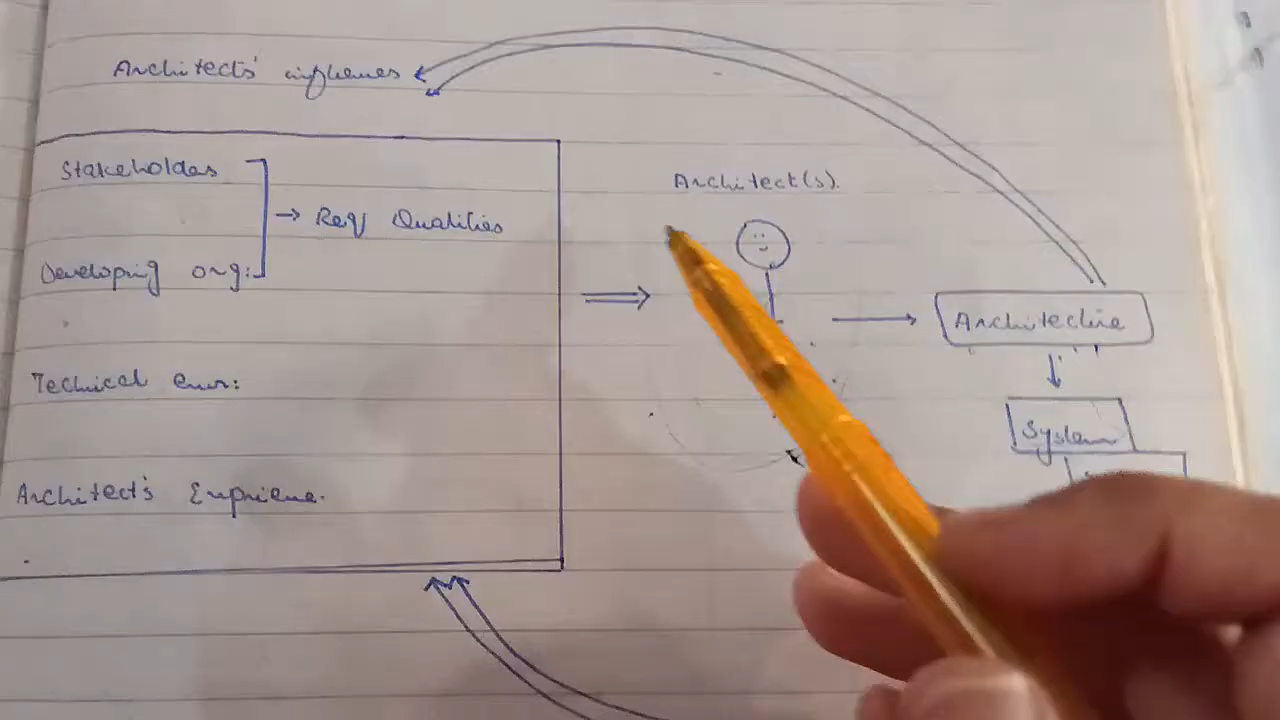 Architects' influences
Stakeholders
Architect(s).
→ Req Qualities
Developing org:
Architecture
Technical env:
System
Architect's Experience.